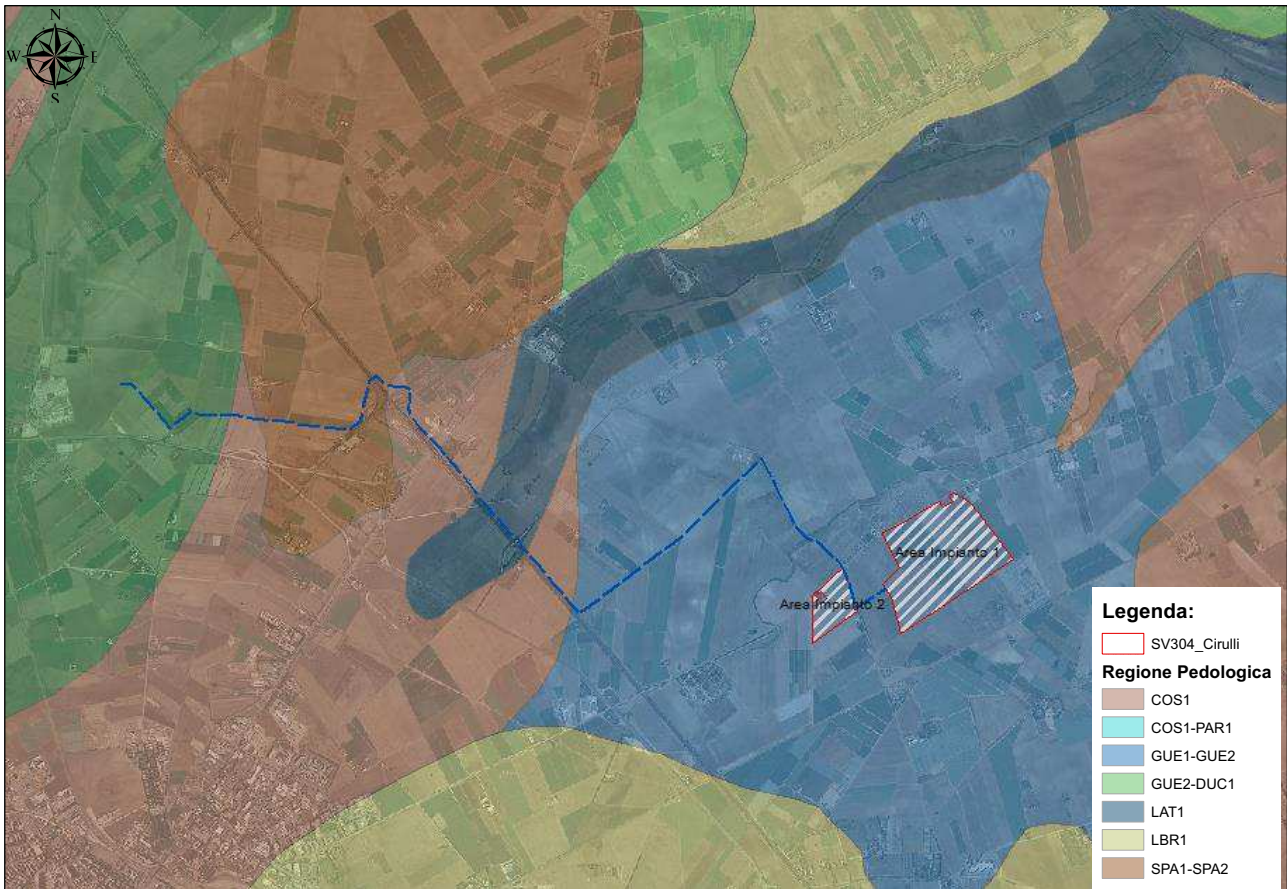 N
W E
S
Area Impianto 1
Area Impianto 2
Legenda:
SV304_Cirulli
Regione Pedologica
COS1
COS1-PAR1
GUE1-GUE2
GUE2-DUC1
LAT1
LBR1
SPA1-SPA2